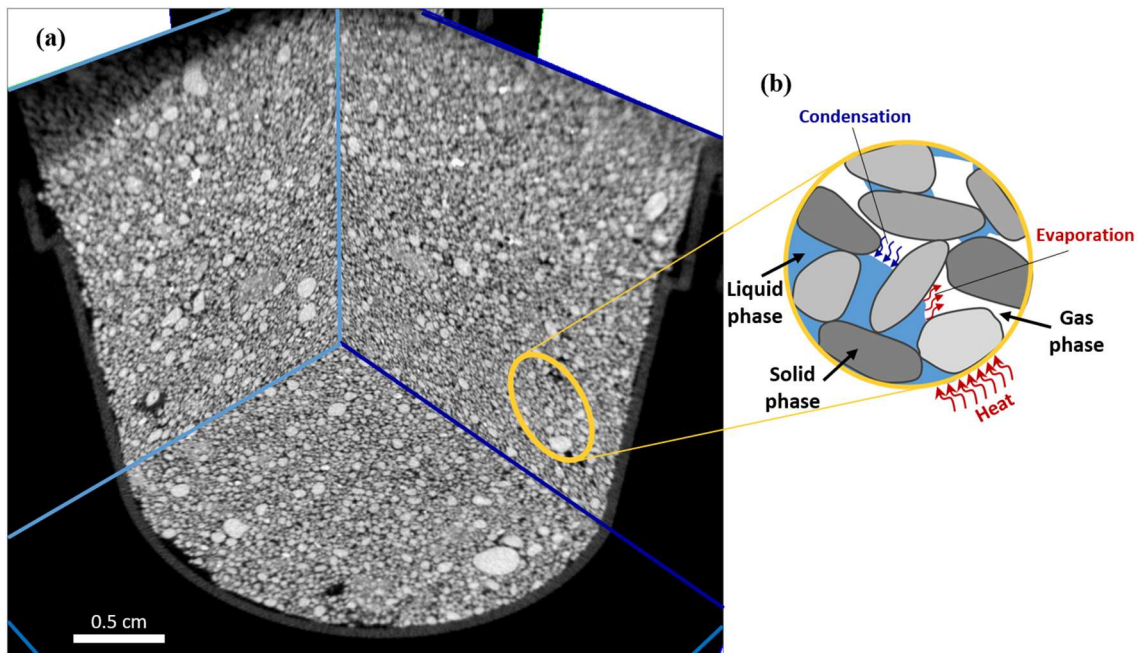 (a)
0.5 cm
(b)
Condensation
Evaporation
Liquid
phase
Gas
phase
Solid
phase
Heat